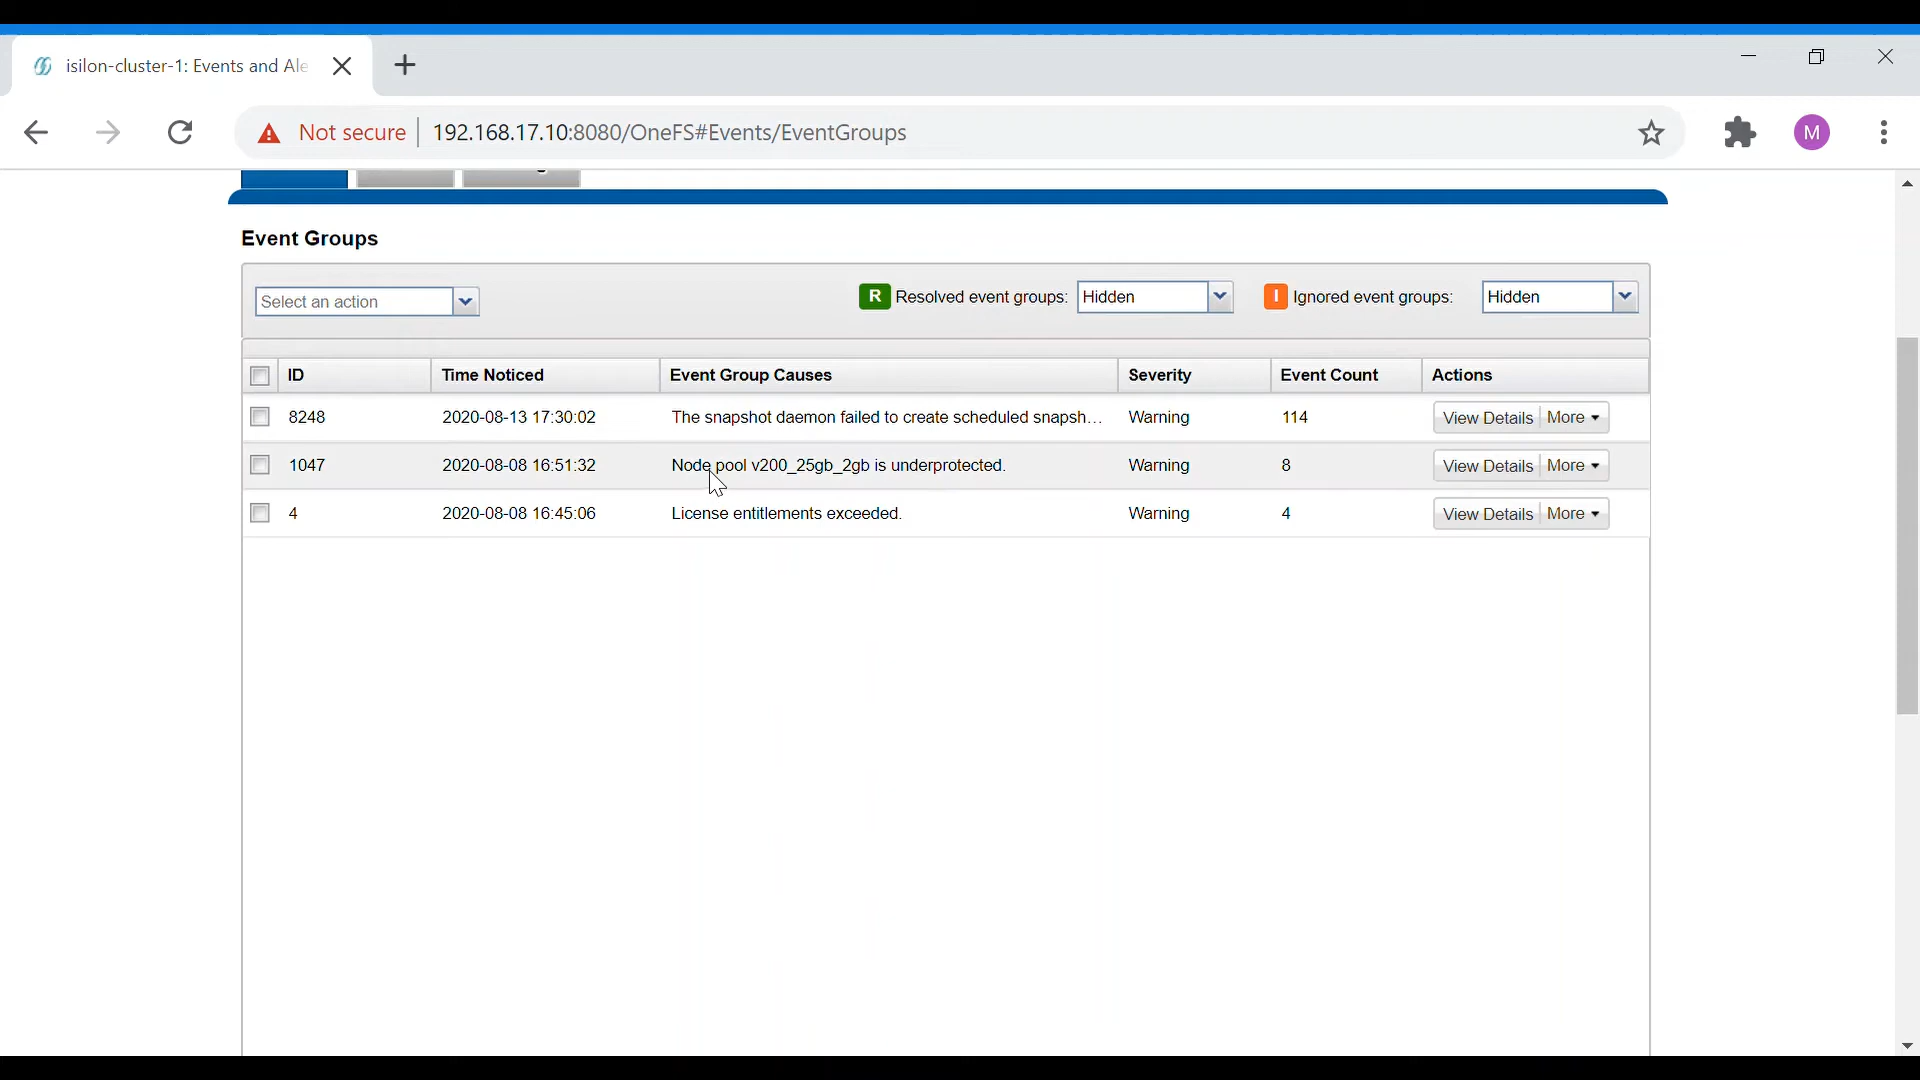 isilon-cluster-1: Events and Ale
Not secure 192.168.17.10:8080/OneFS#Events/EventGroups M
Event Groups
Select an action R Resolved event groups: Hidden I Ignored event groups: Hidden
ID Time Noticed Event Group Causes Severity Event Count Actions
8248 2020-08-13 17:30:02 The snapshot daemon failed to create scheduled snapsh... Warning 114 View Details More
1047 2020-08-08 16:51:32 Node pool v200_25gb_2gb is underprotected. Warning 8 View Details More
4 2020-08-08 16:45:06 License entitlements exceeded. Warning 4 View Details More